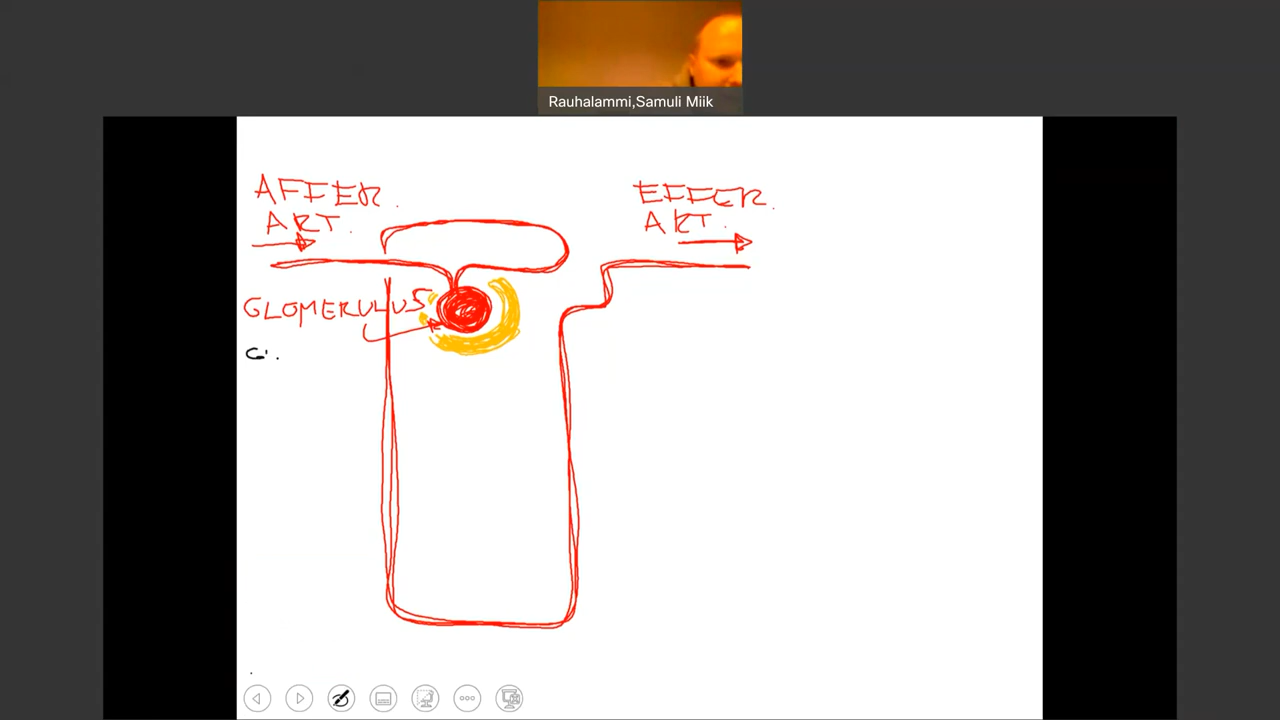 Rauhalammi,Samuli Miik
AFFER.
ART.
EFFER.
ART.
GLOMERULUS